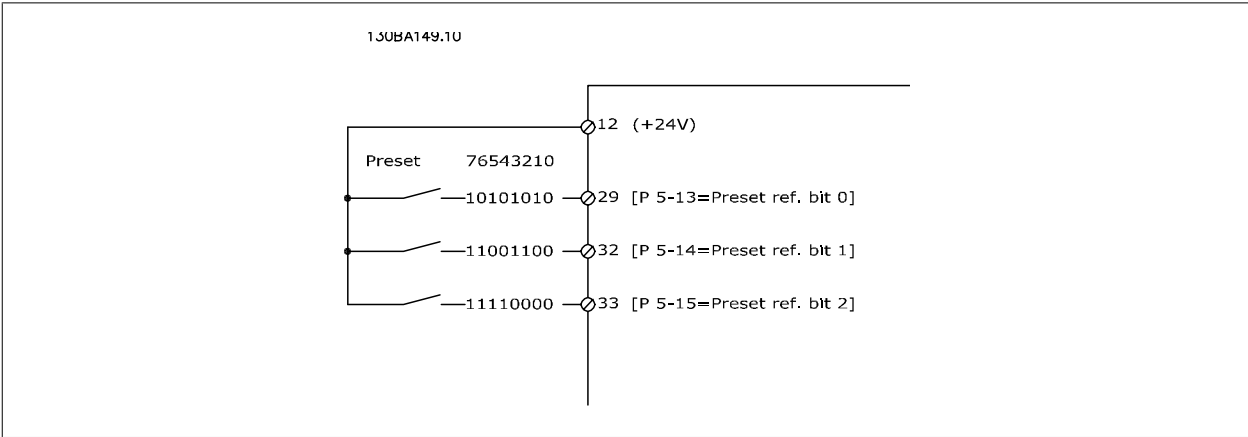 130BA149.10
12 (+24V)
Preset 76543210
10101010 29 [P 5-13=Preset ref. bit 0]
11001100 32 [P 5-14=Preset ref. bit 1]
11110000 33 [P 5-15=Preset ref. bit 2]